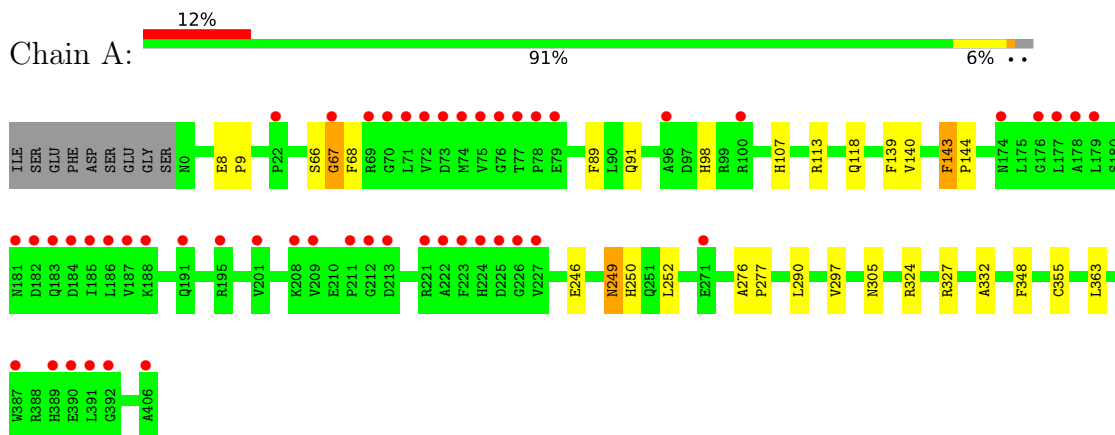 12%
Chain A:
91% 6% ••
ILE SER GLU PHE ASP SER GLU GLY SER N0 E8 P9 P22 S66 G67 F68 R69 G70 L71 V72 D73 M74 V75 G76 T77 P78 E79 F89 L90 Q91 A96 D97 H98 R99 R100 H107 R113 Q118 F139 V140 F143 P144 N174 L175 G176 L177 A178 L179 S180
N181 D182 Q183 D184 I185 L186 V187 K188 Q191 R195 V201 K208 V209 E210 P211 G212 D213 R221 A222 F223 H224 D225 G226 V227 E246 N249 H250 Q251 L252 E271 A276 P277 L290 V297 N305 R324 R327 A332 F348 C355 L363
W387 R388 H389 E390 L391 G392 A406